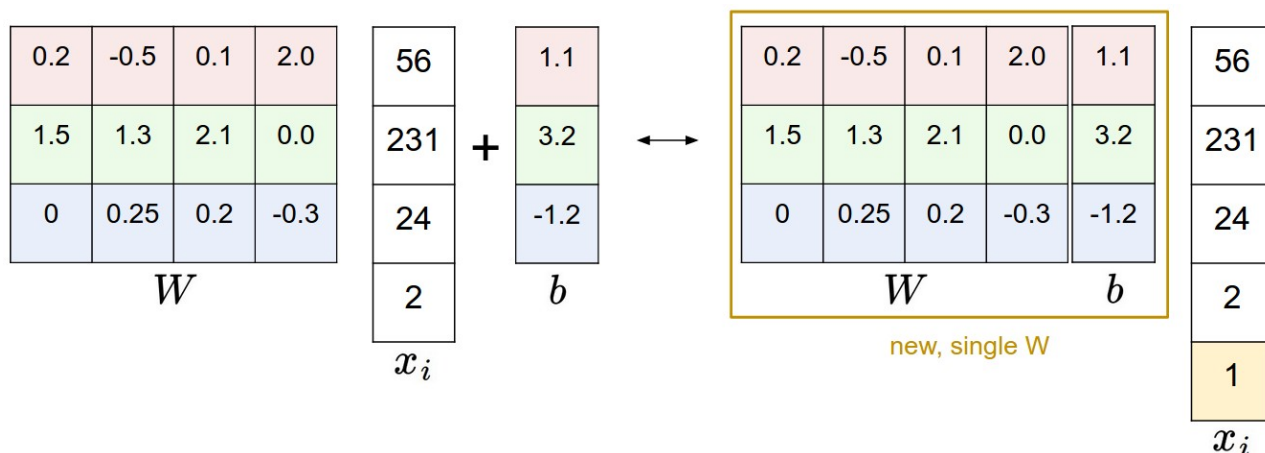 0.2 -0.5 0.1 2.0 56 1.1 0.2 -0.5 0.1 2.0 1.1 56
1.5 1.3 2.1 0.0 231 + 3.2 ↔ 1.5 1.3 2.1 0.0 3.2 231
0 0.25 0.2 -0.3 24 -1.2 0 0.25 0.2 -0.3 -1.2 24
W 2 b W b 2
x_i new, single W 1
x_i